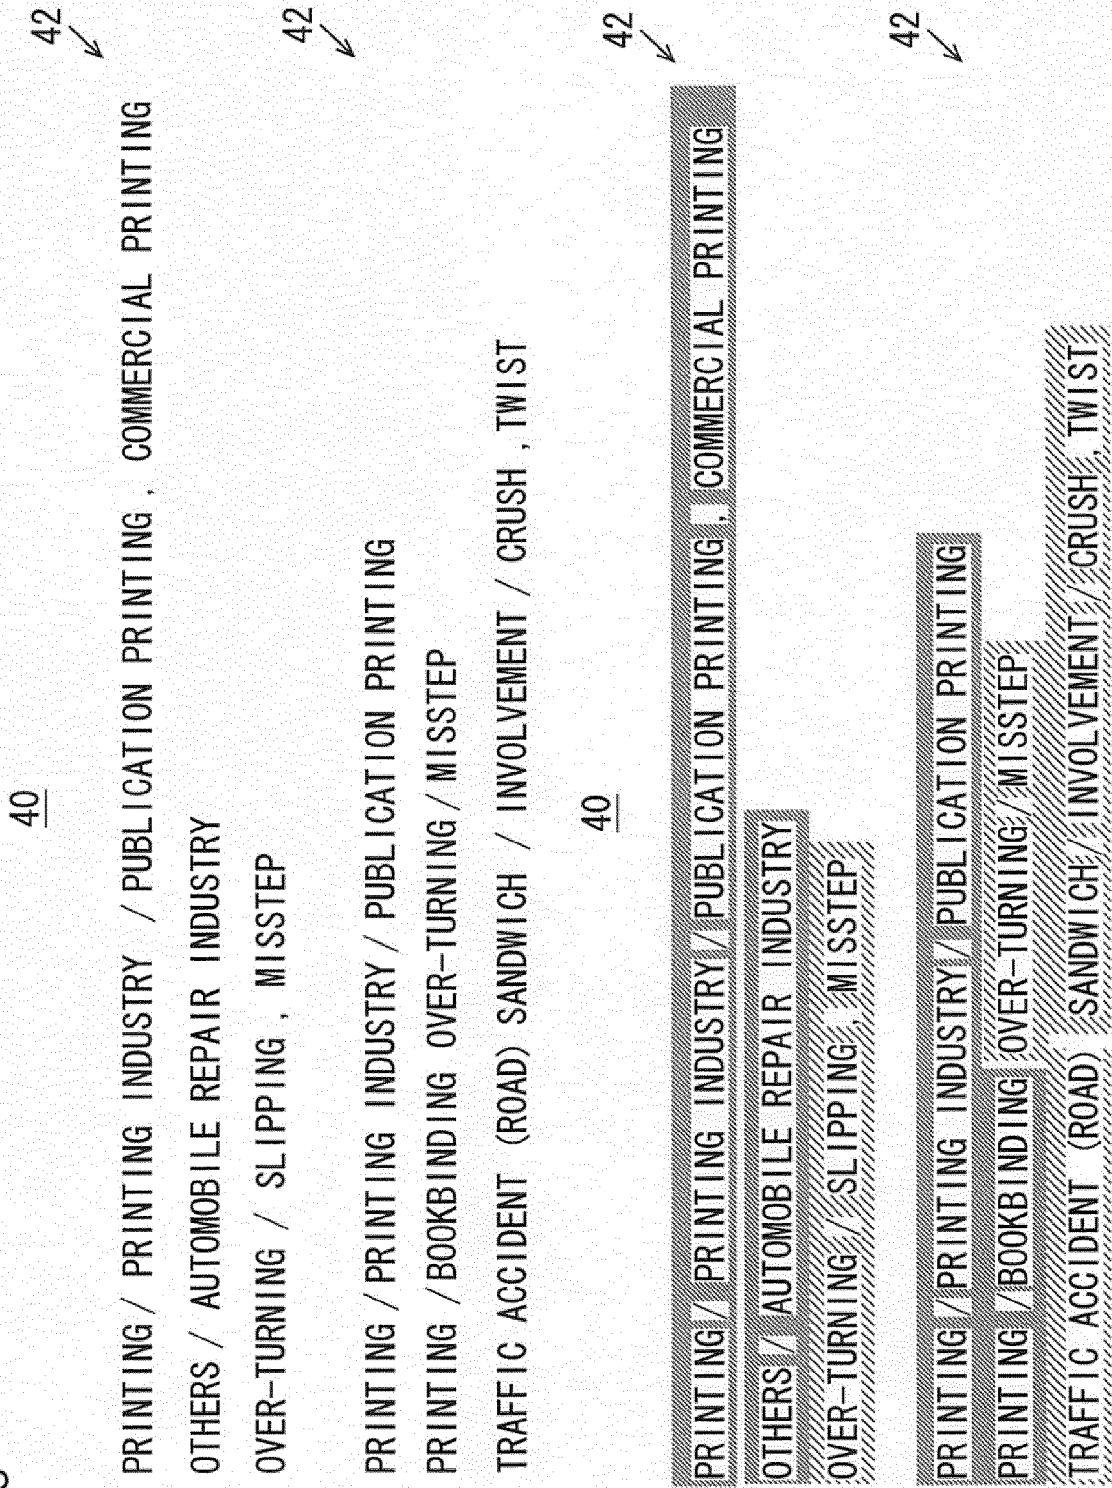 40
42
PRINTING / PRINTING INDUSTRY / PUBLICATION PRINTING , COMMERCIAL PRINTING
OTHERS / AUTOMOBILE REPAIR INDUSTRY
OVER-TURNING / SLIPPING , MISSTEP
42
PRINTING / PRINTING INDUSTRY / PUBLICATION PRINTING
PRINTING /BOOKBINDING OVER-TURNING / MISSTEP
TRAFFIC ACCIDENT (ROAD) SANDWICH / INVOLVEMENT / CRUSH , TWIST
40
42
PRINTING / PRINTING INDUSTRY / PUBLICATION PRINTING , COMMERCIAL PRINTING
OTHERS / AUTOMOBILE REPAIR INDUSTRY
OVER-TURNING / SLIPPING , MISSTEP
42
PRINTING / PRINTING INDUSTRY / PUBLICATION PRINTING
PRINTING /BOOKBINDING OVER-TURNING / MISSTEP
TRAFFIC ACCIDENT (ROAD) SANDWICH / INVOLVEMENT / CRUSH , TWIST